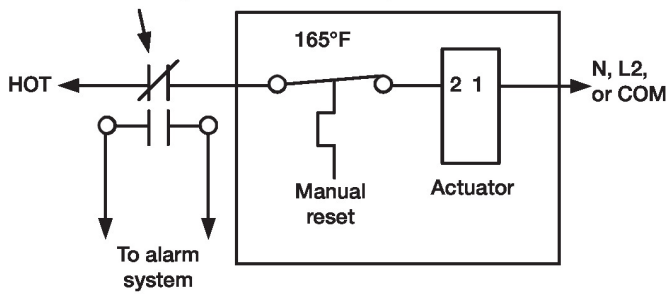 165°F
HOT
2 1
N, L2,
or COM
Manual
reset
Actuator
To alarm
system